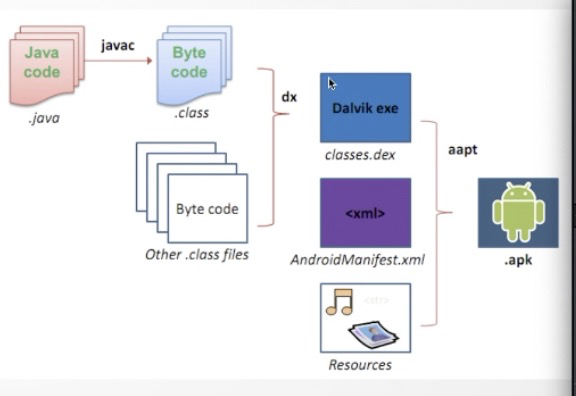 Java
code
.java
javac
Byte
code
.class
dx
Byte code
Other .class files
Dalvik exe
classes.dex
<xml>
AndroidManifest.xml
<str>
Resources
aapt
.apk